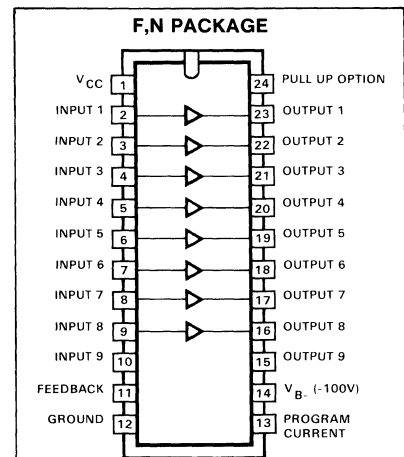 F,N PACKAGE
VCC 1 24 PULL UP OPTION
INPUT 1 2 23 OUTPUT 1
INPUT 2 3 22 OUTPUT 2
INPUT 3 4 21 OUTPUT 3
INPUT 4 5 20 OUTPUT 4
INPUT 5 6 19 OUTPUT 5
INPUT 6 7 18 OUTPUT 6
INPUT 7 8 17 OUTPUT 7
INPUT 8 9 16 OUTPUT 8
INPUT 9 10 15 OUTPUT 9
FEEDBACK 11 14 VB- (-100V)
GROUND 12 13 PROGRAM
CURRENT